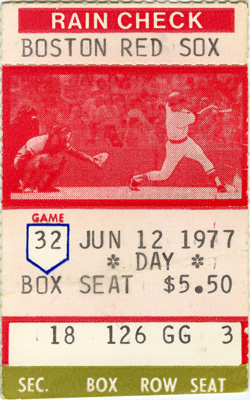 RAIN CHECK
BOSTON RED SOX
GAME
32 JUN 12 1977
* DAY *
BOX SEAT $5.50
18 126 GG 3
SEC. BOX ROW SEAT